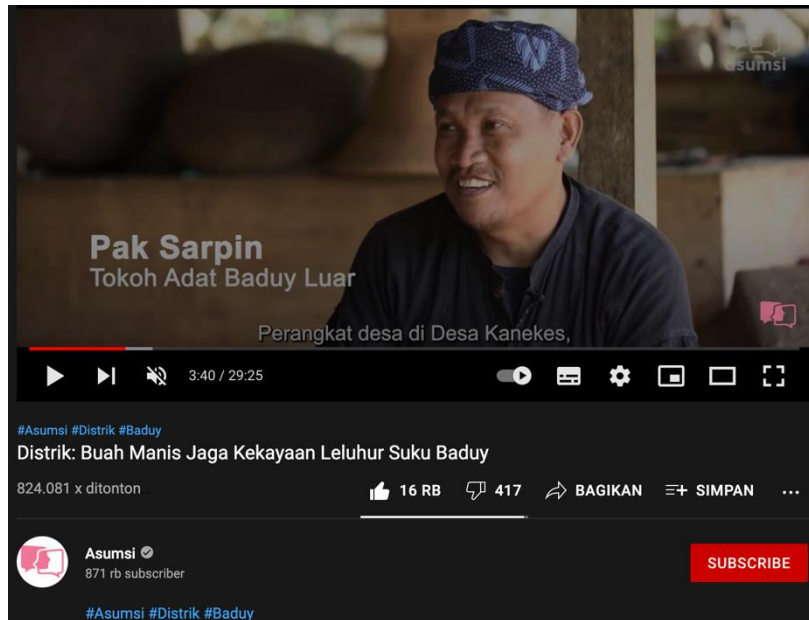 asumsi
Pak Sarpin
Tokoh Adat Baduy Luar
Perangkat desa di Desa Kanekes,
3:40 / 29:25
#Asumsi #Distrik #Baduy
Distrik: Buah Manis Jaga Kekayaan Leluhur Suku Baduy
824.081 x ditonton
16 RB 417 BAGIKAN SIMPAN ...
Asumsi
871 rb subscriber
SUBSCRIBE
#Asumsi #Distrik #Baduy